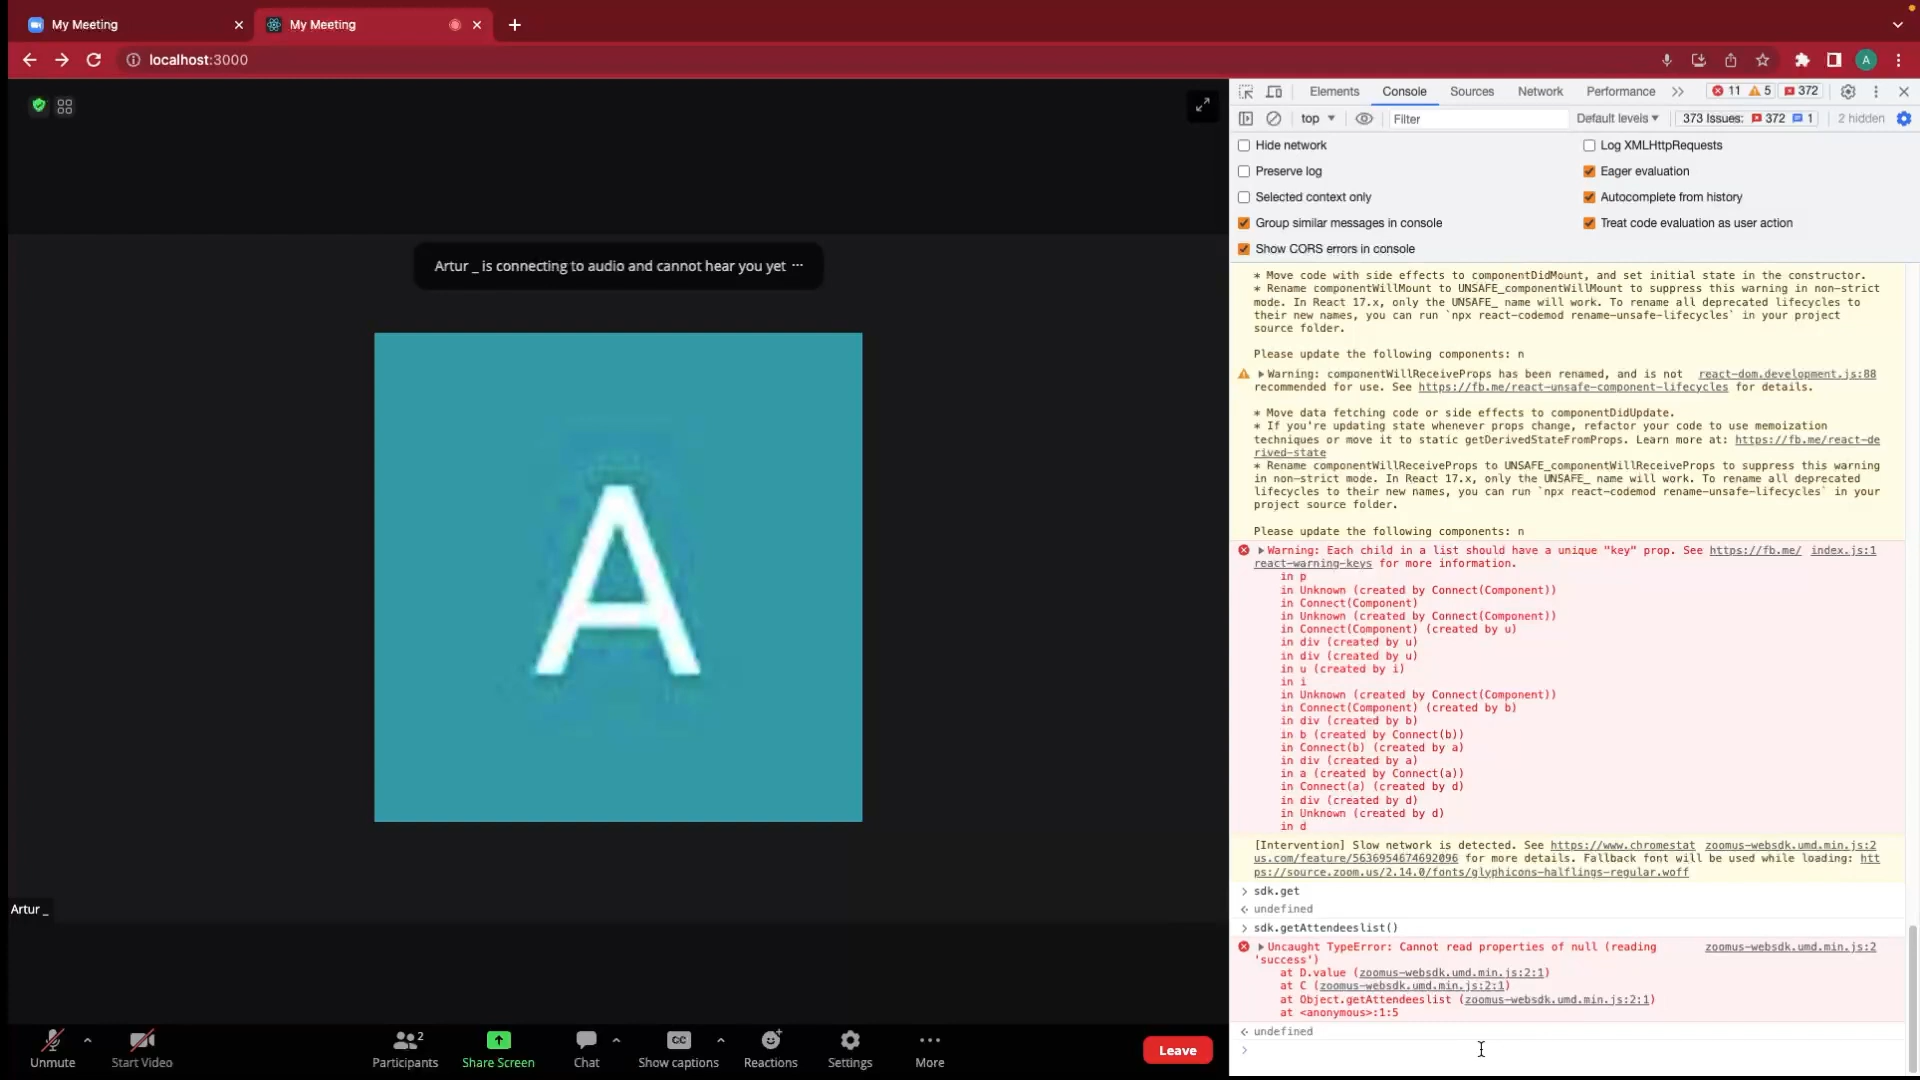 My Meeting
My Meeting
localhost:3000
A
Elements
Console
Sources
Network
Performance
11
5
372
top
Filter
Default levels
373 Issues:
372
1
2 hidden
Hide network
Log XMLHttpRequests
Preserve log
Eager evaluation
Selected context only
Autocomplete from history
Group similar messages in console
Treat code evaluation as user action
Show CORS errors in console
Artur _ is connecting to audio and cannot hear you yet ···
A
Artur _
* Move code with side effects to componentDidMount, and set initial state in the constructor.
* Rename componentWillMount to UNSAFE_componentWillMount to suppress this warning in non-strict
mode. In React 17.x, only the UNSAFE_ name will work. To rename all deprecated lifecycles to
their new names, you can run `npx react-codemod rename-unsafe-lifecycles` in your project
source folder.
Please update the following components: n
Warning: componentWillReceiveProps has been renamed, and is not react-dom.development.js:88
recommended for use. See https://fb.me/react-unsafe-component-lifecycles for details.
* Move data fetching code or side effects to componentDidUpdate.
* If you're updating state whenever props change, refactor your code to use memoization
techniques or move it to static getDerivedStateFromProps. Learn more at: https://fb.me/react-de
rived-state
* Rename componentWillReceiveProps to UNSAFE_componentWillReceiveProps to suppress this warning
in non-strict mode. In React 17.x, only the UNSAFE_ name will work. To rename all deprecated
lifecycles to their new names, you can run `npx react-codemod rename-unsafe-lifecycles` in your
project source folder.
Please update the following components: n
Warning: Each child in a list should have a unique "key" prop. See https://fb.me/ index.js:1
react-warning-keys for more information.
in p
in Unknown (created by Connect(Component))
in Connect(Component)
in Unknown (created by Connect(Component))
in Connect(Component) (created by u)
in div (created by u)
in div (created by u)
in u (created by i)
in i
in Unknown (created by Connect(Component))
in Connect(Component) (created by b)
in div (created by b)
in b (created by Connect(b))
in Connect(b) (created by a)
in div (created by a)
in a (created by Connect(a))
in Connect(a) (created by d)
in div (created by d)
in Unknown (created by d)
in d
[Intervention] Slow network is detected. See https://www.chromestat zoomus-websdk.umd.min.js:2
us.com/feature/5636954674692096 for more details. Fallback font will be used while loading: htt
ps://source.zoom.us/2.14.0/fonts/glyphicons-halflings-regular.woff
sdk.get
undefined
sdk.getAttendeeslist()
Uncaught TypeError: Cannot read properties of null (reading zoomus-websdk.umd.min.js:2
'success')
at D.value (zoomus-websdk.umd.min.js:2:1)
at C (zoomus-websdk.umd.min.js:2:1)
at Object.getAttendeeslist (zoomus-websdk.umd.min.js:2:1)
at <anonymous>:1:5
undefined
Unmute
Start Video
2
Participants
Share Screen
Chat
CC
Show captions
Reactions
Settings
More
Leave